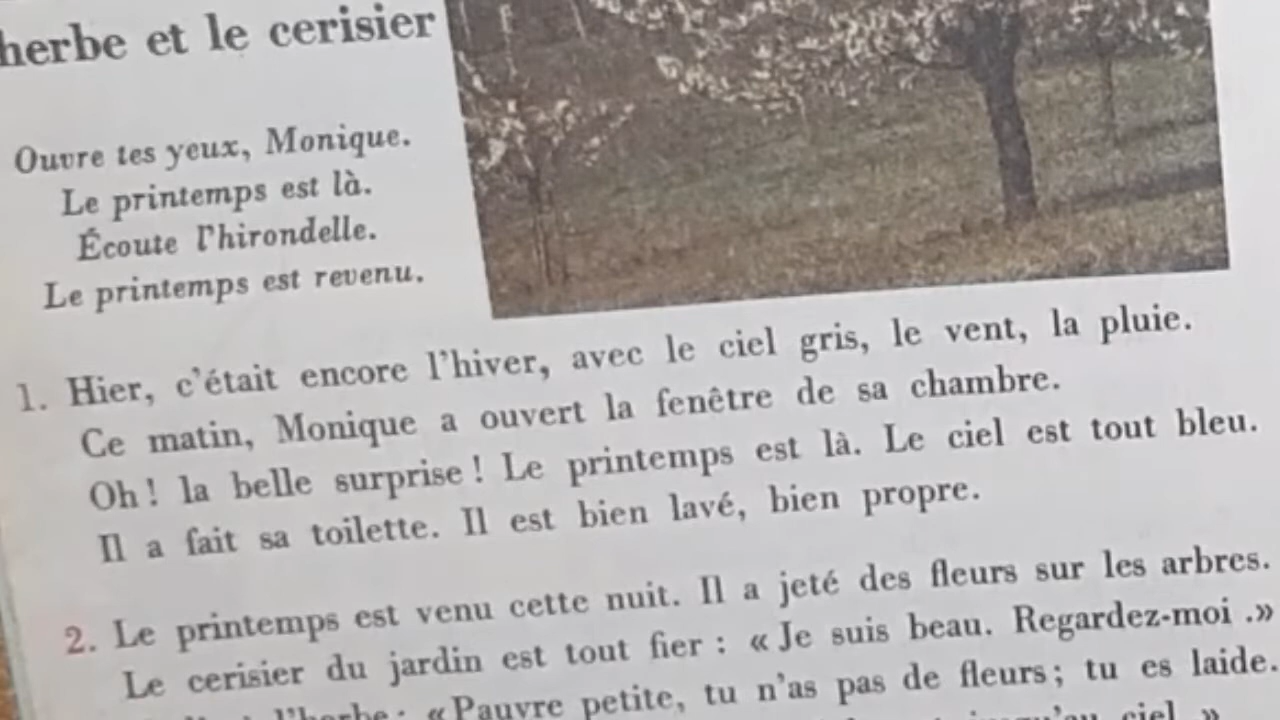 herbe et le cerisier
Ouvre tes yeux, Monique.
Le printemps est là.
Écoute l'hirondelle.
Le printemps est revenu.
1. Hier, c'était encore l'hiver, avec le ciel gris, le vent, la pluie.
Ce matin, Monique a ouvert la fenêtre de sa chambre.
Oh ! la belle surprise ! Le printemps est là. Le ciel est tout bleu.
Il a fait sa toilette. Il est bien lavé, bien propre.
2. Le printemps est venu cette nuit. Il a jeté des fleurs sur les arbres.
Le cerisier du jardin est tout fier : « Je suis beau. Regardez-moi .»
l'herbe : « Pauvre petite, tu n'as pas de fleurs ; tu es laide.
jusqu'au ciel. »